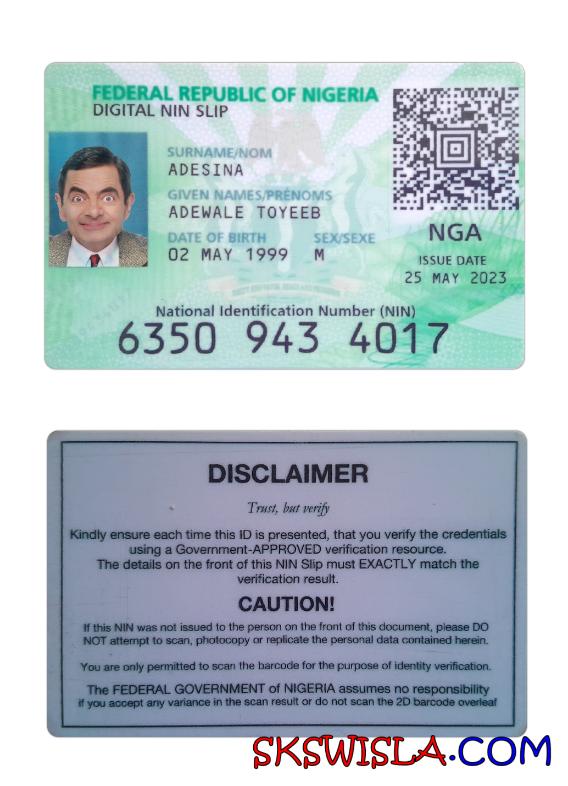 FEDERAL REPUBLIC OF NIGERIA
DIGITAL NIN SLIP
SURNAME/NOM
ADESINA
GIVEN NAMES/PRÉNOMS
ADEWALE TOYEEB
DATE OF BIRTH SEX/SEXE
02 MAY 1999 M
NGA
ISSUE DATE
25 MAY 2023
National Identification Number (NIN)
6350 943 4017
DISCLAIMER
Trust, but verify
Kindly ensure each time this ID is presented, that you verify the credentials
using a Government-APPROVED verification resource.
The details on the front of this NIN Slip must EXACTLY match the
verification result.
CAUTION!
If this NIN was not issued to the person on the front of this document, please DO
NOT attempt to scan, photocopy or replicate the personal data contained herein.
You are only permitted to scan the barcode for the purpose of identity verification.
The FEDERAL GOVERNMENT of NIGERIA assumes no responsibility
if you accept any variance in the scan result or do not scan the 2D barcode overleaf
SKSWISLA.COM